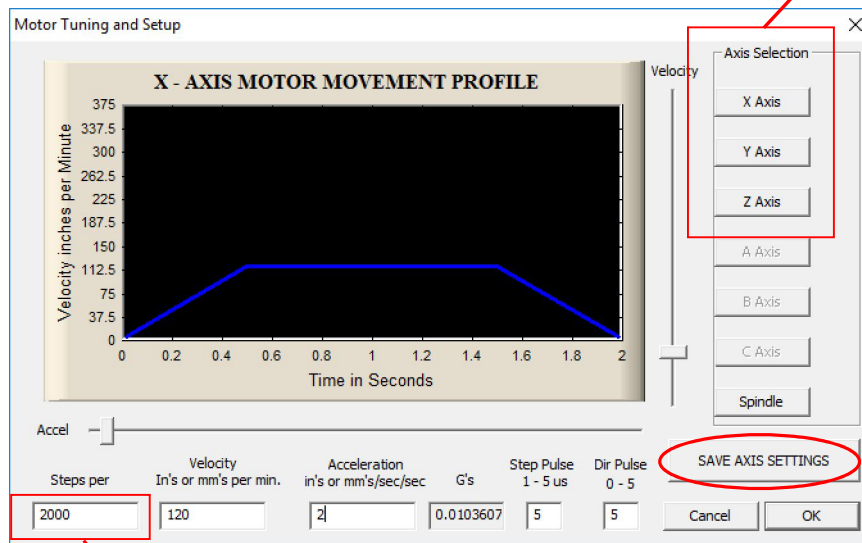 Motor Tuning and Setup
X - AXIS MOTOR MOVEMENT PROFILE
Velocity inches per Minute
375
337.5
300
262.5
225
187.5
150
112.5
75
37.5
0
0 0.2 0.4 0.6 0.8 1 1.2 1.4 1.6 1.8 2
Time in Seconds
Velocity
Axis Selection
X Axis
Y Axis
Z Axis
A Axis
B Axis
C Axis
Spindle
Accel
Steps per
Velocity
In's or mm's per min.
Acceleration
in's or mm's/sec/sec
G's
Step Pulse
1 - 5 us
Dir Pulse
0 - 5
SAVE AXIS SETTINGS
2000 120 2 0.0103607 5 5
Cancel OK